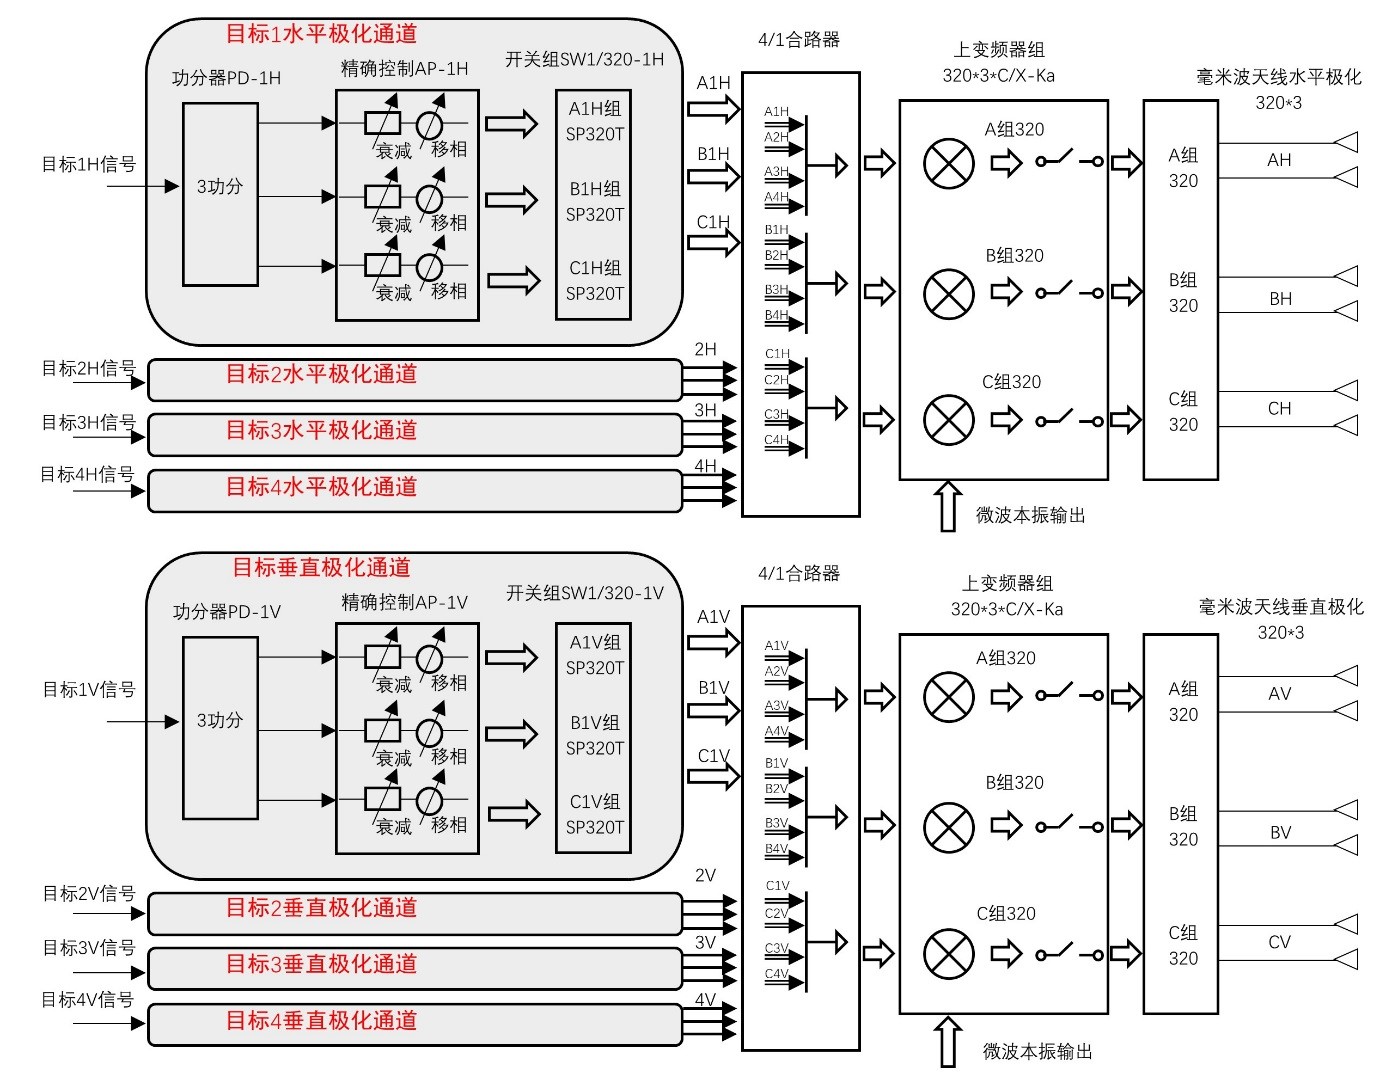 目标1水平极化通道
功分器PD-1H
精确控制AP-1H
开关组SW1/320-1H
目标1H信号
3功分
衰减
移相
衰减
移相
衰减
移相
A1H组
SP320T
B1H组
SP320T
C1H组
SP320T
A1H
B1H
C1H
目标2H信号
目标2水平极化通道
2H
目标3H信号
目标3水平极化通道
3H
目标4H信号
目标4水平极化通道
4H
4/1合路器
A1H
A2H
A3H
A4H
B1H
B2H
B3H
B4H
C1H
C2H
C3H
C4H
上变频器组
320*3*C/X-Ka
A组320
B组320
C组320
微波本振输出
毫米波天线水平极化
320*3
A组
320
AH
B组
320
BH
C组
320
CH
目标垂直极化通道
功分器PD-1V
精确控制AP-1V
开关组SW1/320-1V
目标1V信号
3功分
衰减
移相
衰减
移相
衰减
移相
A1V组
SP320T
B1V组
SP320T
C1V组
SP320T
A1V
B1V
C1V
目标2V信号
目标2垂直极化通道
2V
目标3V信号
目标3垂直极化通道
3V
目标4V信号
目标4垂直极化通道
4V
4/1合路器
A1V
A2V
A3V
A4V
B1V
B2V
B3V
B4V
C1V
C2V
C3V
C4V
上变频器组
320*3*C/X-Ka
A组320
B组320
C组320
微波本振输出
毫米波天线垂直极化
320*3
A组
320
AV
B组
320
BV
C组
320
CV